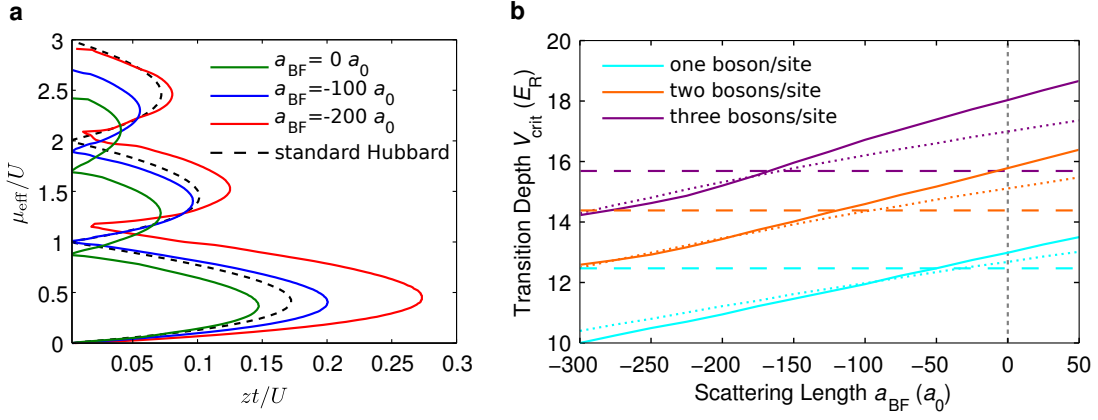 a
3
2.5
2
1.5
1
0.5
0
μeff/U
0.05
0.1
0.15
0.2
0.25
0.3
zt/U
aBF= 0 a0
aBF=-100 a0
aBF=-200 a0
standard Hubbard
b
20
18
16
14
12
10
Transition Depth Vcrit (ER)
−300
−250
−200
−150
−100
−50
0
50
Scattering Length aBF (a0)
one boson/site
two bosons/site
three bosons/site